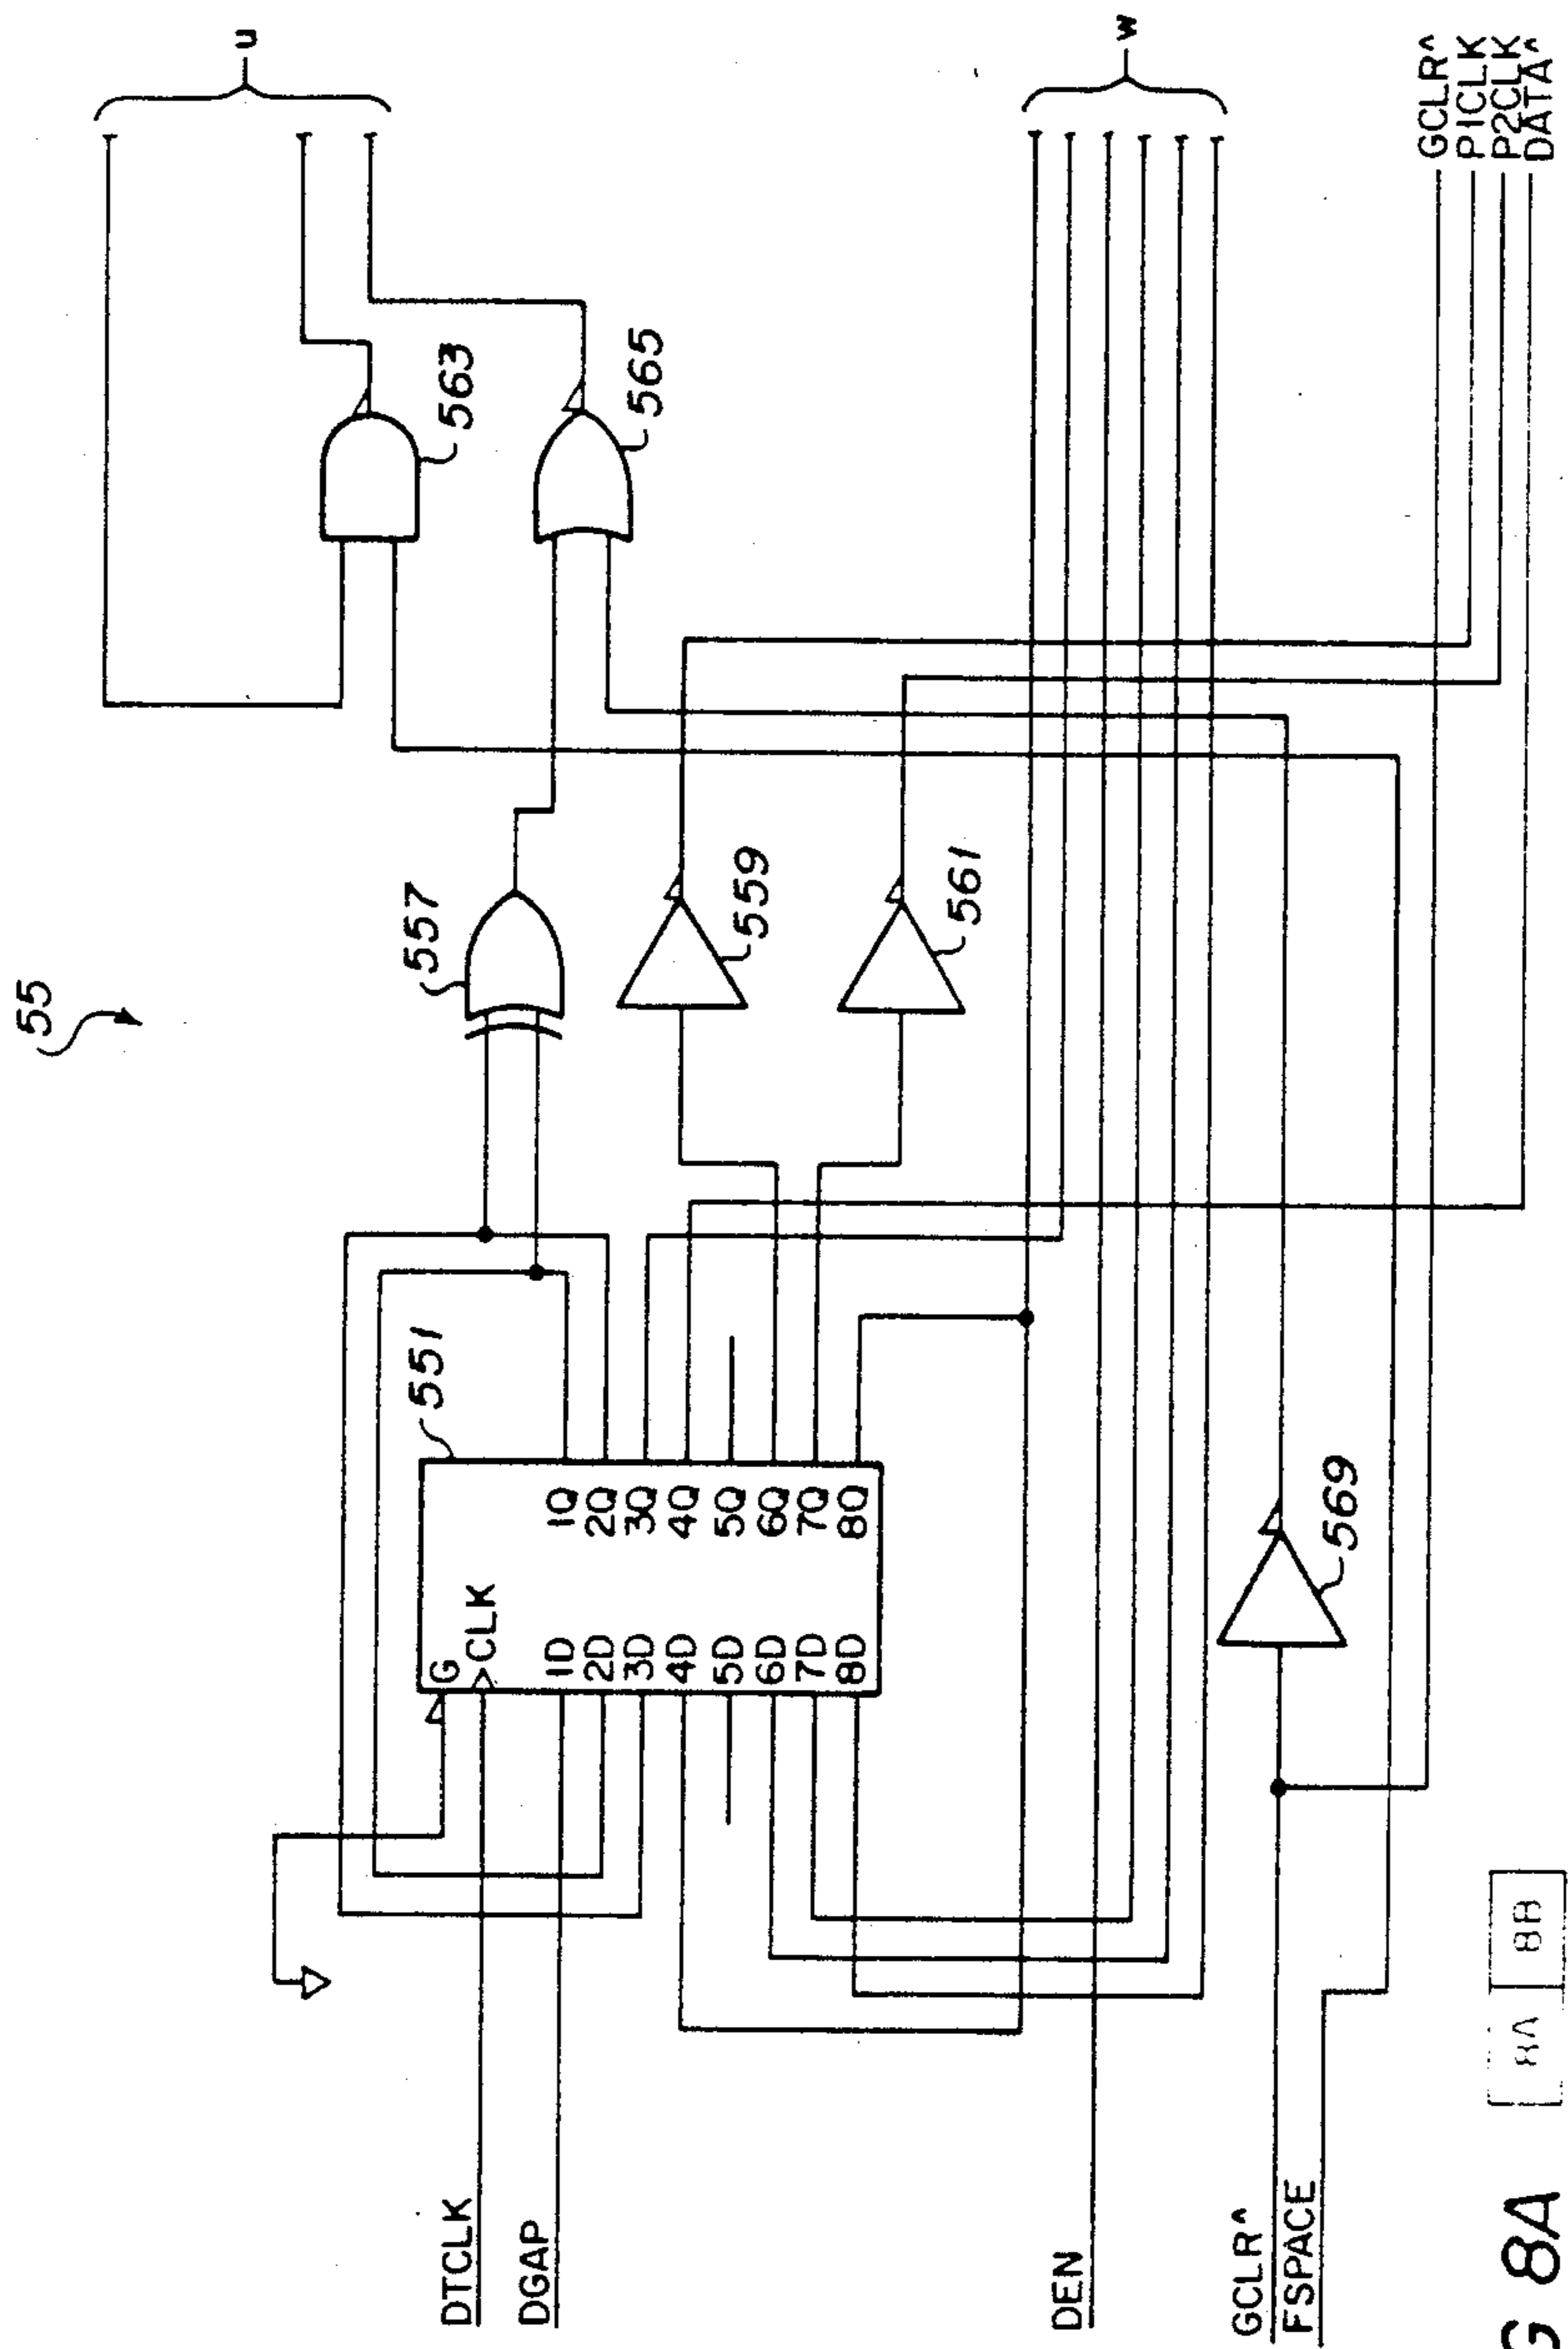 55
u
563
565
557
559
561
w
551
G
CLK
1D 1Q
2D 2Q
3D 3Q
4D 4Q
5D 5Q
6D 6Q
7D 7Q
8D 8Q
DTCLK
DGAP
DEN
GCLR^
FSPACE
569
GCLR^
P1CLK
P2CLK
DATA^
8A 8B
G 8A